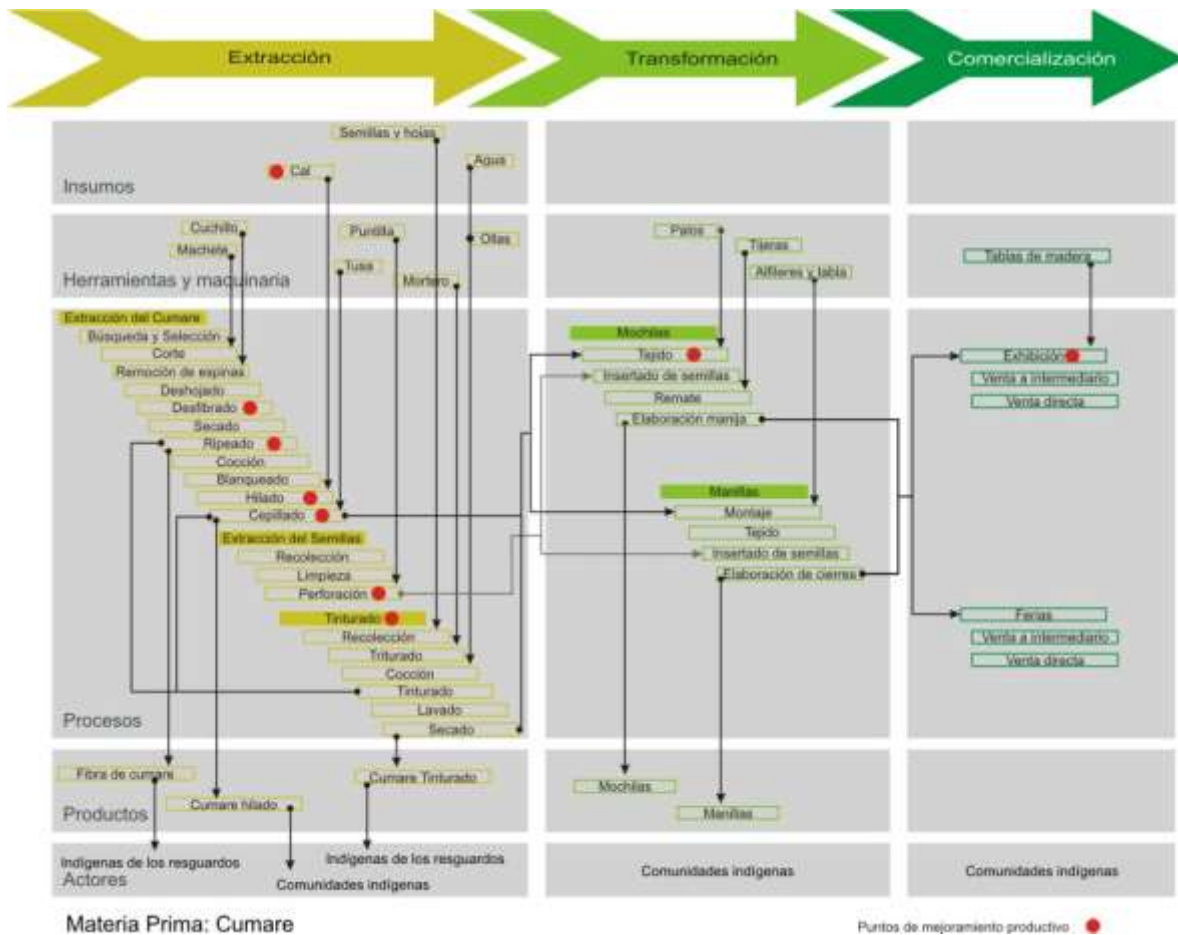 Extracción
Transformación
Comercialización
Semillas y hojas
Cal
Agua
Insumos
Cuchillo
Machete
Puntilla
Tusa
Ollas
Mortero
Herramientas y maquinaria
Palos
Tijeras
Alfileres y tabla
Tablas de madera
Extracción del Cumare
Búsqueda y Selección
Corte
Remoción de espinas
Deshojado
Desfibrado
Secado
Ripeado
Cocción
Blanqueado
Hilado
Cepillado
Extracción del Semillas
Recolección
Limpieza
Perforación
Tinturado
Recolección
Triturado
Cocción
Tinturado
Lavado
Secado
Procesos
Mochilas
Tejido
Insertado de semillas
Remate
Elaboración manija
Manillas
Montaje
Tejido
Insertado de semillas
Elaboración de cierres
Exhibición
Venta a intermediario
Venta directa
Ferias
Venta a intermediario
Venta directa
Fibra de cumare
Cumare hilado
Cumare Tinturado
Productos
Mochilas
Manillas
Indígenas de los resguardos
Indígenas de los resguardos
Comunidades indígenas
Actores
Comunidades indígenas
Comunidades indígenas
Materia Prima: Cumare
Puntos de mejoramiento productivo :